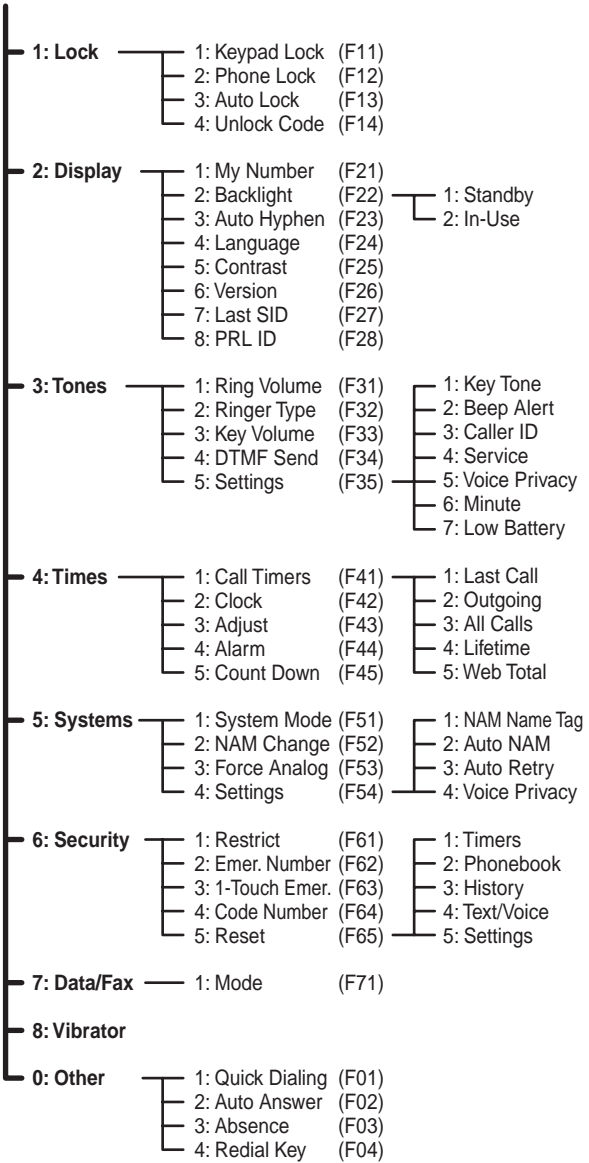 1: Lock 1: Keypad Lock (F11)
2: Phone Lock (F12)
3: Auto Lock (F13)
4: Unlock Code (F14)
2: Display 1: My Number (F21)
2: Backlight (F22) 1: Standby
3: Auto Hyphen (F23) 2: In-Use
4: Language (F24)
5: Contrast (F25)
6: Version (F26)
7: Last SID (F27)
8: PRL ID (F28)
3: Tones 1: Ring Volume (F31) 1: Key Tone
2: Ringer Type (F32) 2: Beep Alert
3: Key Volume (F33) 3: Caller ID
4: DTMF Send (F34) 4: Service
5: Settings (F35) 5: Voice Privacy
6: Minute
7: Low Battery
4: Times 1: Call Timers (F41) 1: Last Call
2: Clock (F42) 2: Outgoing
3: Adjust (F43) 3: All Calls
4: Alarm (F44) 4: Lifetime
5: Count Down (F45) 5: Web Total
5: Systems 1: System Mode (F51) 1: NAM Name Tag
2: NAM Change (F52) 2: Auto NAM
3: Force Analog (F53) 3: Auto Retry
4: Settings (F54) 4: Voice Privacy
6: Security 1: Restrict (F61) 1: Timers
2: Emer. Number (F62) 2: Phonebook
3: 1-Touch Emer. (F63) 3: History
4: Code Number (F64) 4: Text/Voice
5: Reset (F65) 5: Settings
7: Data/Fax 1: Mode (F71)
8: Vibrator
0: Other 1: Quick Dialing (F01)
2: Auto Answer (F02)
3: Absence (F03)
4: Redial Key (F04)